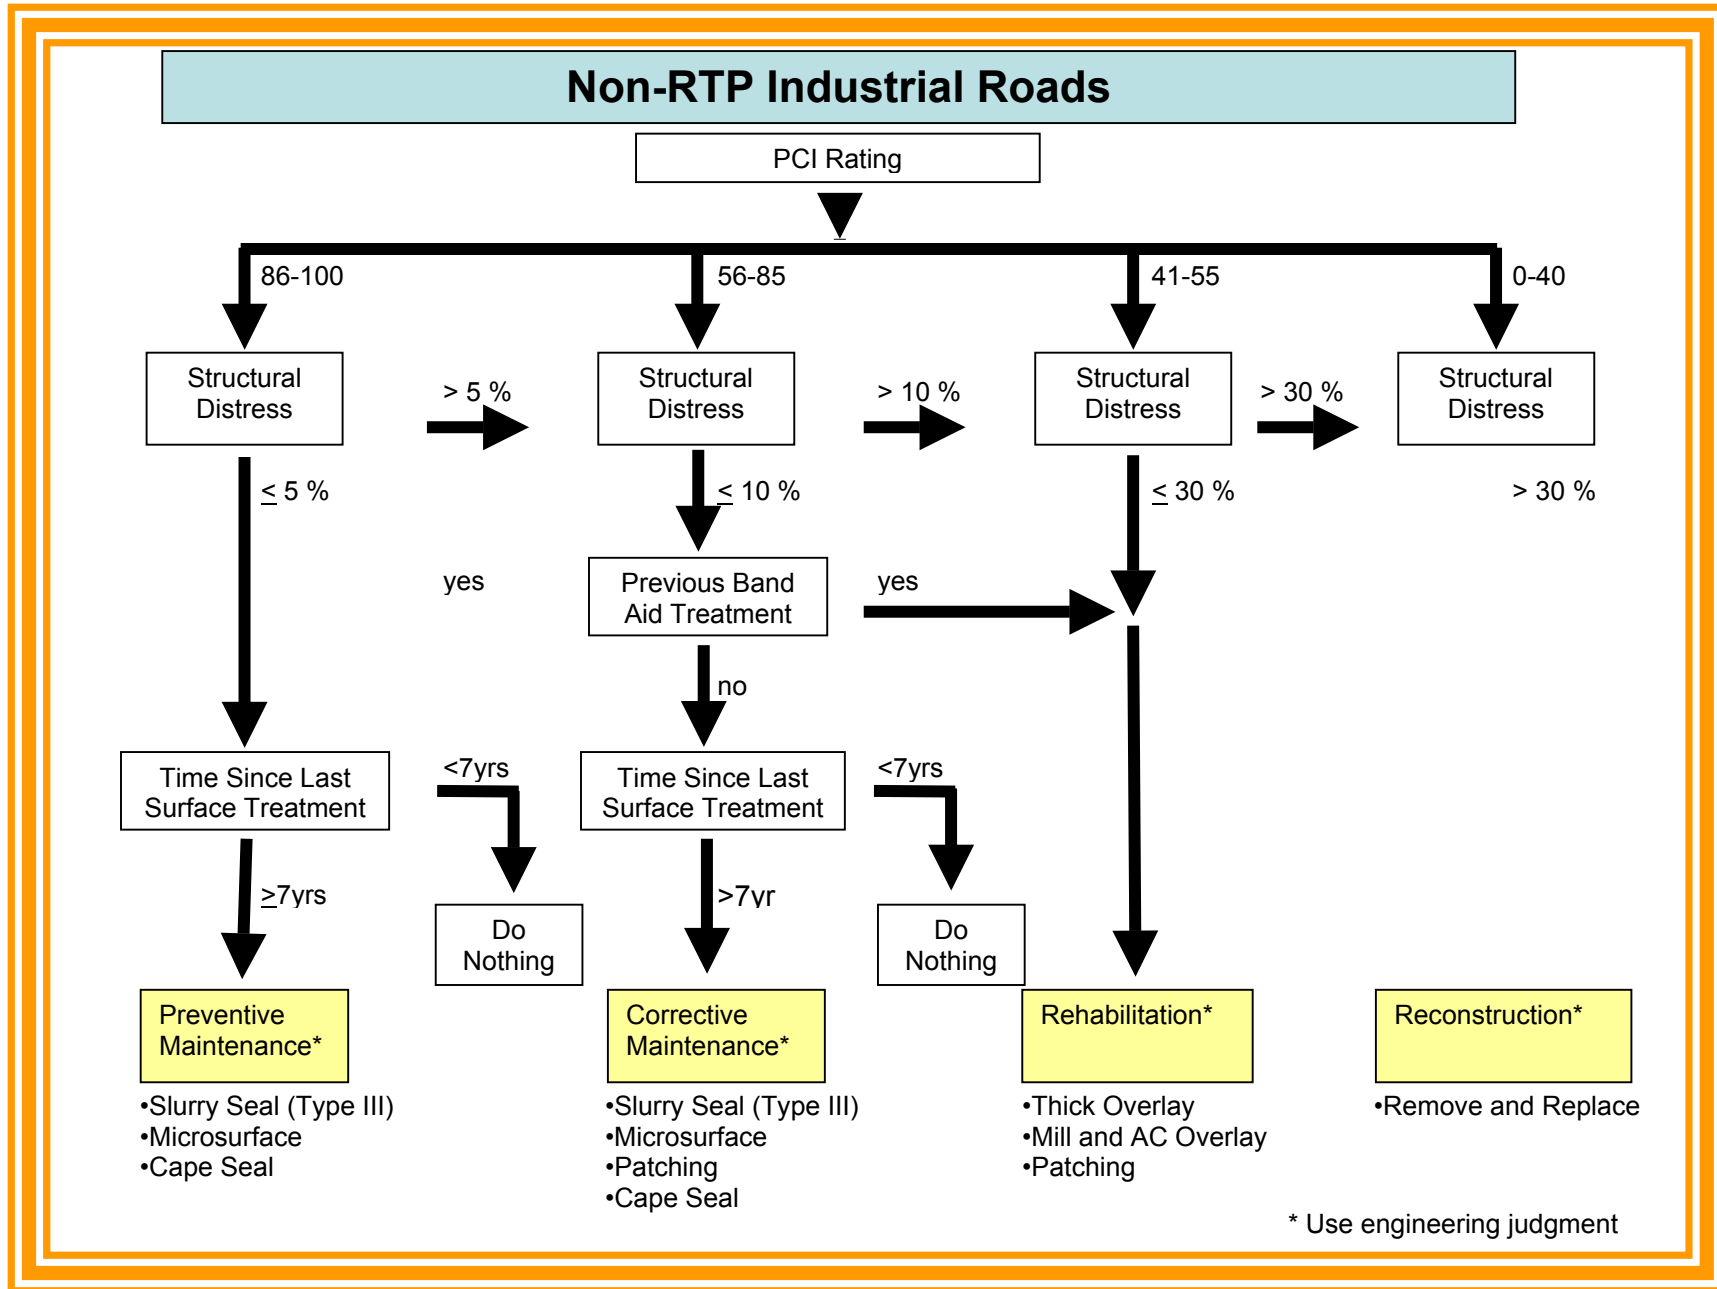 Non-RTP Industrial Roads
PCI Rating
86-100
56-85
41-55
0-40
Structural
Distress
> 5 %
Structural
Distress
> 10 %
Structural
Distress
> 30 %
Structural
Distress
≤ 5 %
≤ 10 %
≤ 30 %
> 30 %
yes
Previous Band
Aid Treatment
yes
no
Time Since Last
Surface Treatment
<7yrs
Time Since Last
Surface Treatment
<7yrs
≥7yrs
Do
Nothing
>7yr
Do
Nothing
Preventive
Maintenance*
Corrective
Maintenance*
Rehabilitation*
Reconstruction*
•Slurry Seal (Type III)
•Microsurface
•Cape Seal
•Slurry Seal (Type III)
•Microsurface
•Patching
•Cape Seal
•Thick Overlay
•Mill and AC Overlay
•Patching
•Remove and Replace
* Use engineering judgment